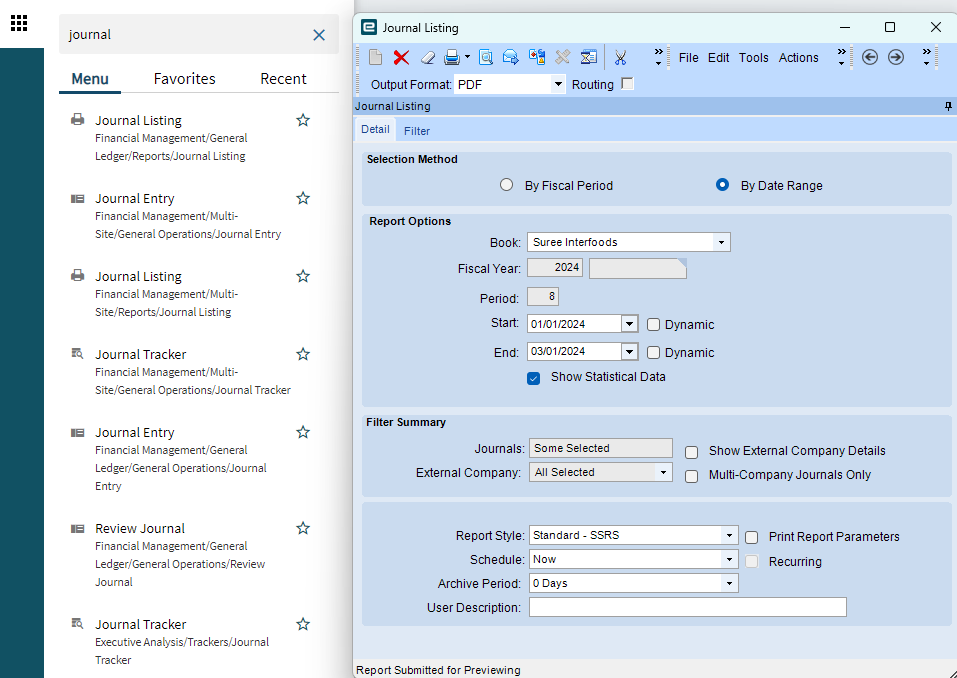 journal
Menu
Favorites
Recent
Journal Listing
Financial Management/General
Ledger/Reports/Journal Listing
Journal Entry
Financial Management/Multi-
Site/General Operations/Journal Entry
Journal Listing
Financial Management/Multi-
Site/Reports/Journal Listing
Journal Tracker
Financial Management/Multi-
Site/General Operations/Journal Tracker
Journal Entry
Financial Management/General
Ledger/General Operations/Journal
Entry
Review Journal
Financial Management/General
Ledger/General Operations/Review
Journal
Journal Tracker
Executive Analysis/Trackers/Journal
Tracker
Journal Listing
File Edit Tools Actions
Output Format: PDF Routing
Journal Listing
Detail Filter
Selection Method
By Fiscal Period By Date Range
Report Options
Book: Suree Interfoods
Fiscal Year: 2024
Period: 8
Start: 01/01/2024 Dynamic
End: 03/01/2024 Dynamic
Show Statistical Data
Filter Summary
Journals: Some Selected Show External Company Details
External Company: All Selected Multi-Company Journals Only
Report Style: Standard - SSRS Print Report Parameters
Schedule: Now Recurring
Archive Period: 0 Days
User Description:
Report Submitted for Previewing